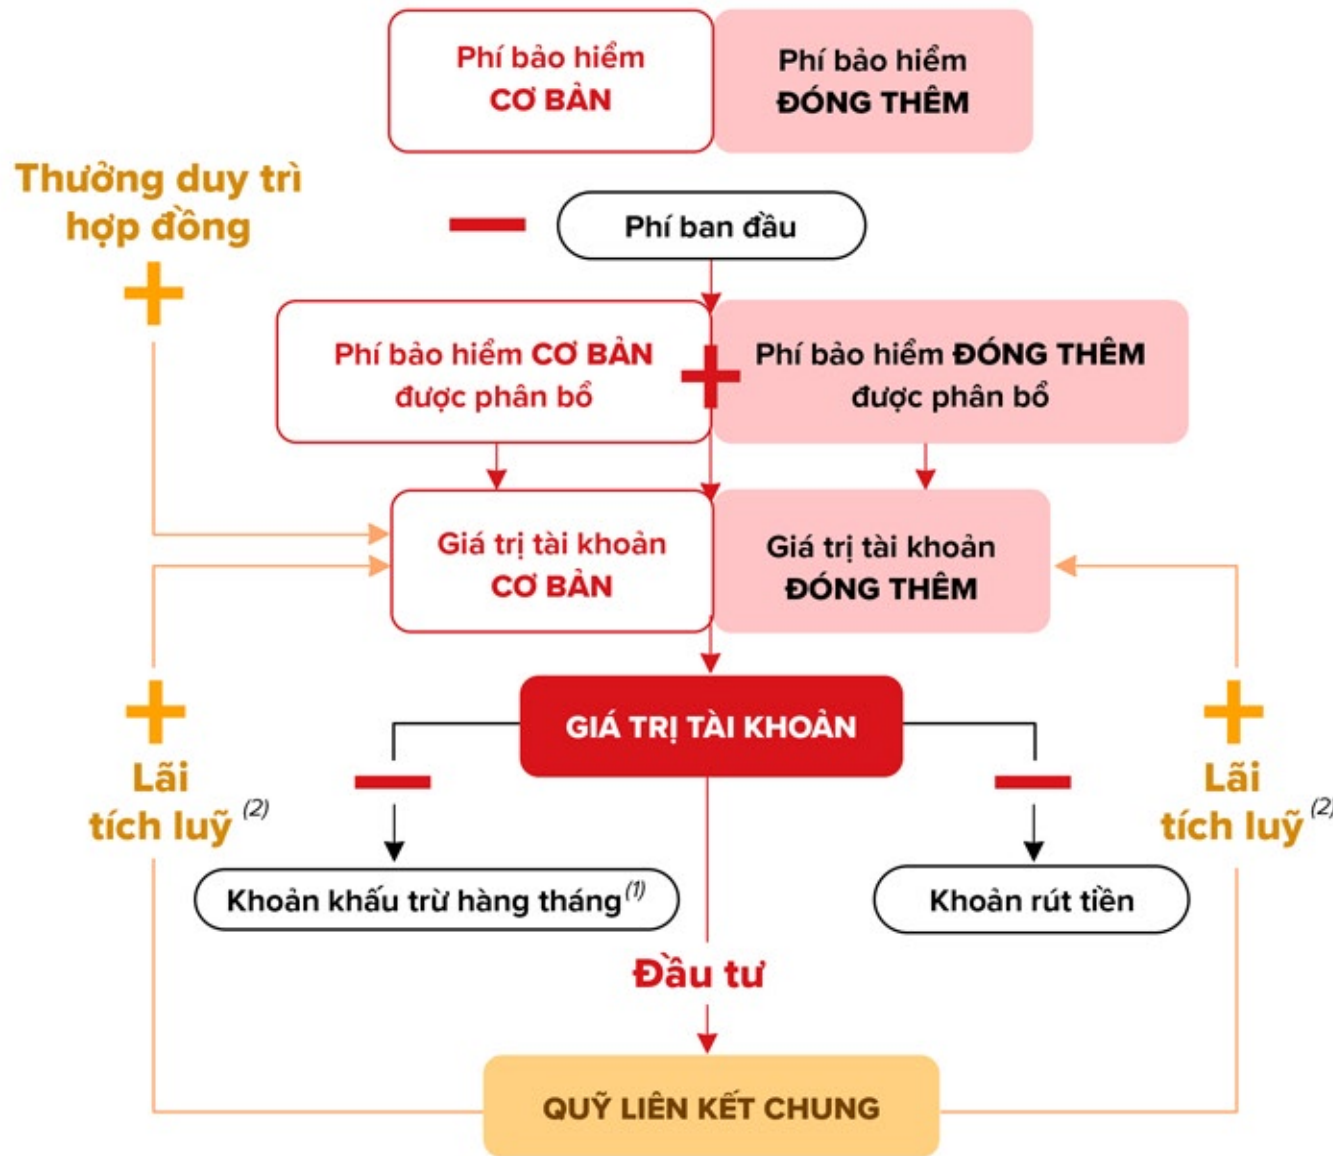 Phí bảo hiểm
CƠ BẢN
Phí bảo hiểm
ĐÓNG THÊM
Thưởng duy trì
hợp đồng
Phí ban đầu
Phí bảo hiểm CƠ BẢN
được phân bổ
Phí bảo hiểm ĐÓNG THÊM
được phân bổ
Giá trị tài khoản
CƠ BẢN
Giá trị tài khoản
ĐÓNG THÊM
GIÁ TRỊ TÀI KHOẢN
Lãi
tích luỹ (2)
Lãi
tích luỹ (2)
Khoản khấu trừ hàng tháng(1)
Khoản rút tiền
Đầu tư
QUỸ LIÊN KẾT CHUNG